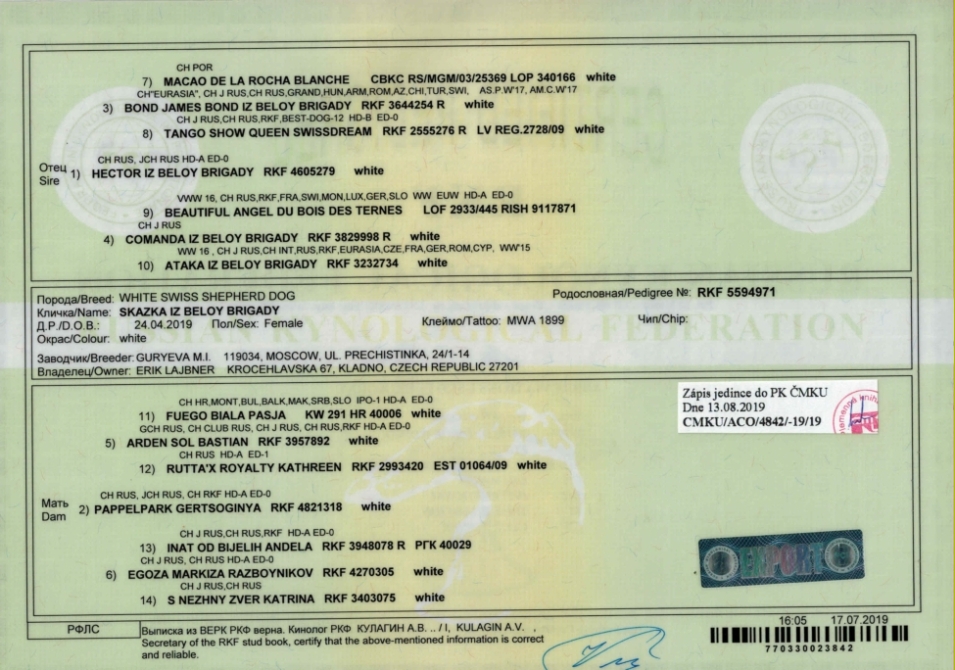 CH POR
7) MACAO DE LA ROCHA BLANCHE CBKC RS/MGM/03/25369 LOP 340166 white
CH"EURASIA", CH J RUS,CH RUS,GRAND,HUN,ARM,ROM,AZ,CHI,TUR,SWI, AS.P.W'17, AM.C.W'17
3) BOND JAMES BOND IZ BELOY BRIGADY RKF 3644254 R white
CH J RUS,CH RUS,RKF,BEST-DOG-12 HD-B ED-0
8) TANGO SHOW QUEEN SWISSDREAM RKF 2555276 R LV REG.2728/09 white
CH RUS, JCH RUS HD-A ED-0
Отец
Sire 1) HECTOR IZ BELOY BRIGADY RKF 4605279 white
VWW 16, CH RUS,RKF,FRA,SWI,MON,LUX,GER,SLO WW EUW HD-A ED-0
9) BEAUTIFUL ANGEL DU BOIS DES TERNES LOF 2933/445 RISH 9117871
CH J RUS
4) COMANDA IZ BELOY BRIGADY RKF 3829998 R white
WW 16 , CH J RUS,CH INT,RUS,RKF,EURASIA,CZE,FRA,GER,ROM,CYP, WW'15
10) ATAKA IZ BELOY BRIGADY RKF 3232734 white
Порода/Breed: WHITE SWISS SHEPHERD DOG Родословная/Pedigree №: RKF 5594971
Кличка/Name: SKAZKA IZ BELOY BRIGADY
Д.Р./D.O.B.: 24.04.2019 Пол/Sex: Female Клеймо/Tattoo: MWA 1899 Чип/Chip:
Окрас/Colour: white
RUSSIAN KYNOLOGICAL FEDERATION
Заводчик/Breeder: GURYEVA M.I. 119034, MOSCOW, UL. PRECHISTINKA, 24/1-14
Владелец/Owner: ERIK LAJBNER KROCEHLAVSKA 67, KLADNO, CZECH REPUBLIC 27201
CH HR,MONT,BUL,BALK,MAK,SRB,SLO IPO-1 HD-A ED-0
11) FUEGO BIALA PASJA KW 291 HR 40006 white
GCH RUS, CH CLUB RUS, CH J RUS, CH RUS,RKF HD-A ED-0
5) ARDEN SOL BASTIAN RKF 3957892 white
CH RUS HD-A ED-1
12) RUTTA'X ROYALTY KATHREEN RKF 2993420 EST 01064/09 white
Zápis jedince do PK ČMKU
Dne 13.08.2019
CMKU/ACO/4842/-19/19
CH RUS, JCH RUS, CH RKF HD-A ED-0
Мать
Dam 2) PAPPELPARK GERTSOGINYA RKF 4821318 white
CH J RUS,CH RUS,RKF HD-A ED-0
13) INAT OD BIJELIH ANDELA RKF 3948078 R РГК 40029
CH J RUS, CH RUS HD-A ED-0
6) EGOZA MARKIZA RAZBOYNIKOV RKF 4270305 white
CH J RUS,CH RUS
14) S NEZHNY ZVER KATRINA RKF 3403075 white
EXPORT
РФЛС
Выписка из ВЕРК РКФ верна. Кинолог РКФ КУЛАГИН А.В. .. / I, KULAGIN A.V. ,
Secretary of the RKF stud book, certify that the above-mentioned information is correct
and reliable.
16:05 17.07.2019
770330023842